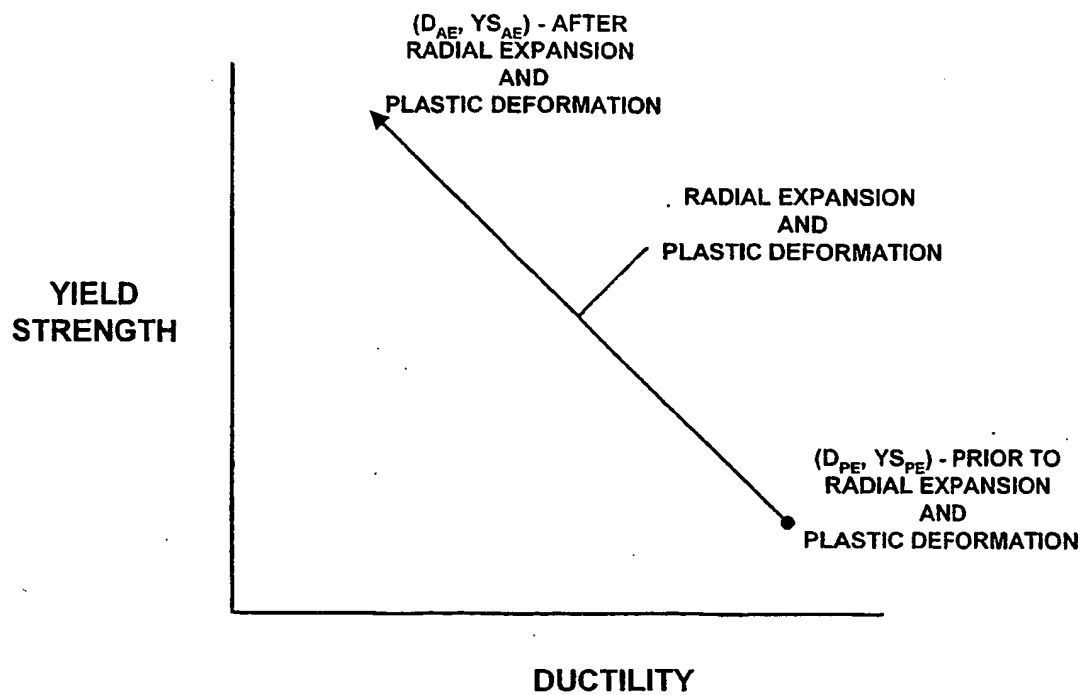 (D_AE, YS_AE) - AFTER
RADIAL EXPANSION
AND
PLASTIC DEFORMATION
RADIAL EXPANSION
AND
PLASTIC DEFORMATION
YIELD
STRENGTH
(D_PE, YS_PE) - PRIOR TO
RADIAL EXPANSION
AND
PLASTIC DEFORMATION
DUCTILITY